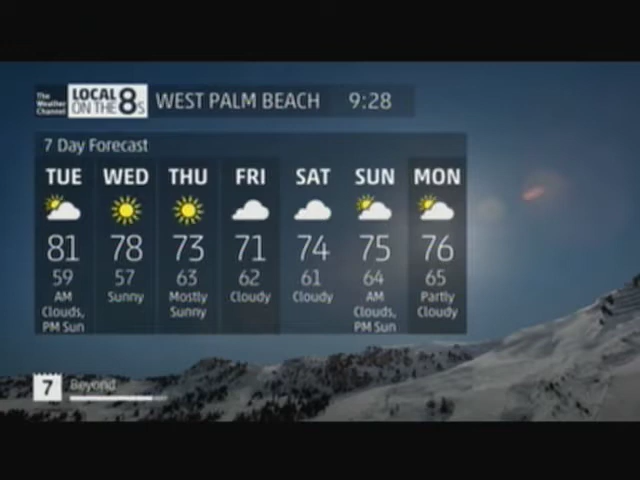 The Weather Channel
LOCAL ON THE 8s
WEST PALM BEACH 9:28
7 Day Forecast
TUE WED THU FRI SAT SUN MON
81 78 73 71 74 75 76
59 57 63 62 61 64 65
AM Clouds, PM Sun
Sunny
Mostly Sunny
Cloudy
Cloudy
AM Clouds, PM Sun
Partly Cloudy
7 Beyond